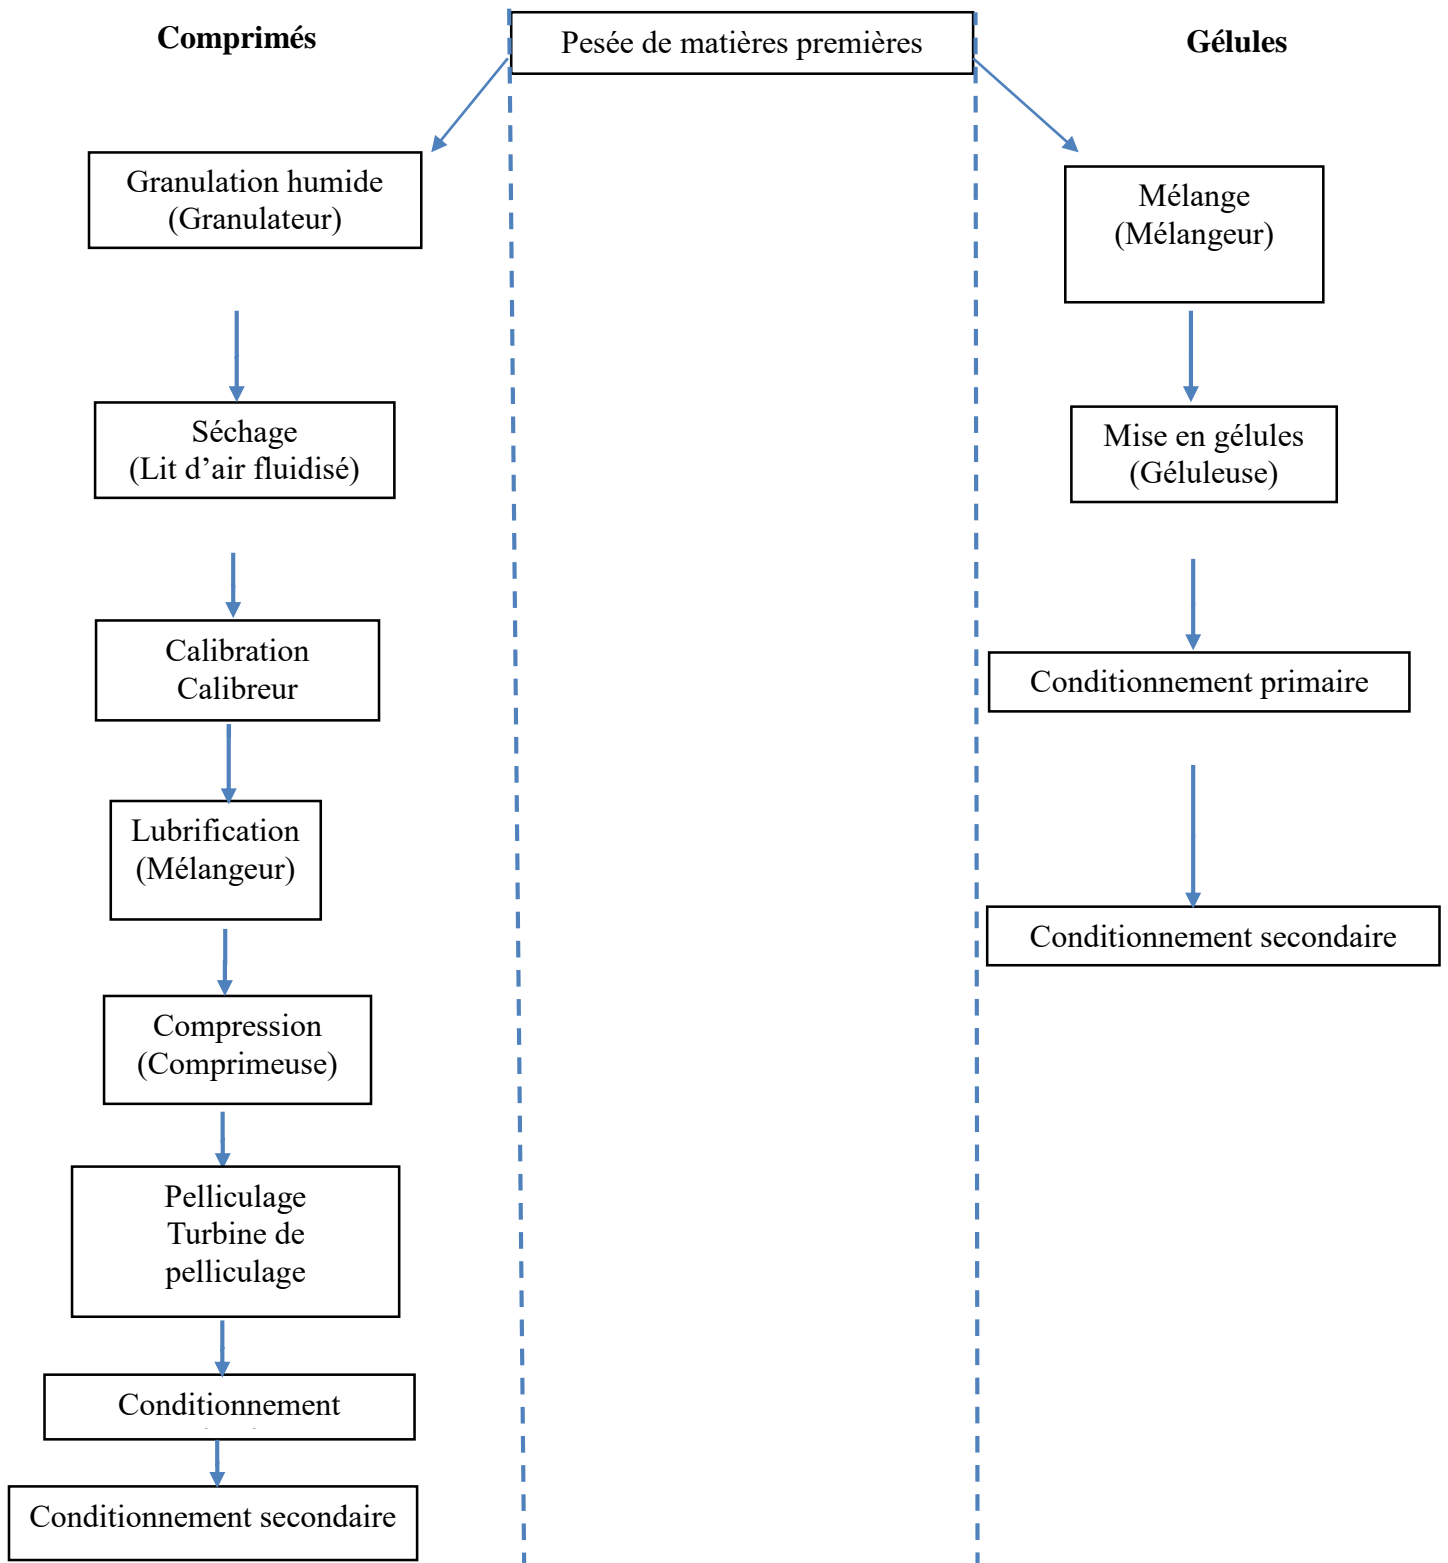 Comprimés
Pesée de matières premières
Gélules
Granulation humide
(Granulateur)
Séchage
(Lit d’air fluidisé)
Calibration
Calibreur
Lubrification
(Mélangeur)
Compression
(Comprimeuse)
Pelliculage
Turbine de
pelliculage
Conditionnement
Conditionnement secondaire
Mélange
(Mélangeur)
Mise en gélules
(Géluleuse)
Conditionnement primaire
Conditionnement secondaire